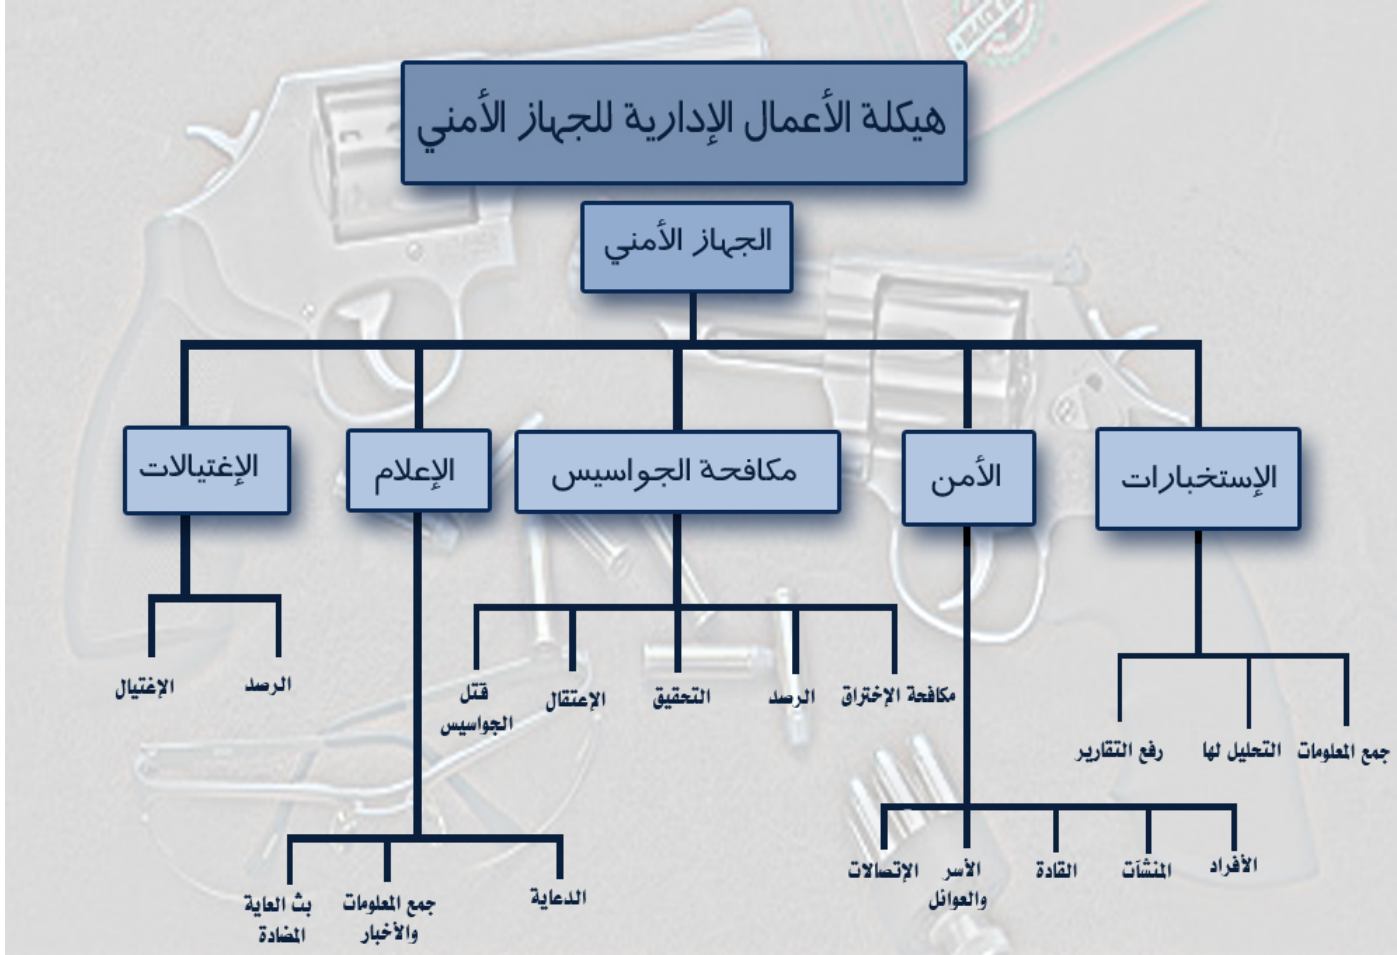 هيكلة الأعمال الإدارية للجهاز الأمني
الجهاز الأمني
الإستخبارات
الأمن
مكافحة الجواسيس
الإعلام
الإغتيالات
جمع المعلومات
التحليل لها
رفع التقارير
الأفراد
المنشآت
القادة
الأسر
والعوائل
الإتصالات
مكافحة الإختراق
الرصد
التحقيق
الإعتقال
قتل
الجواسيس
الدعاية
جمع المعلومات
والأخبار
بث العاية
المضادة
الرصد
الإغتيال